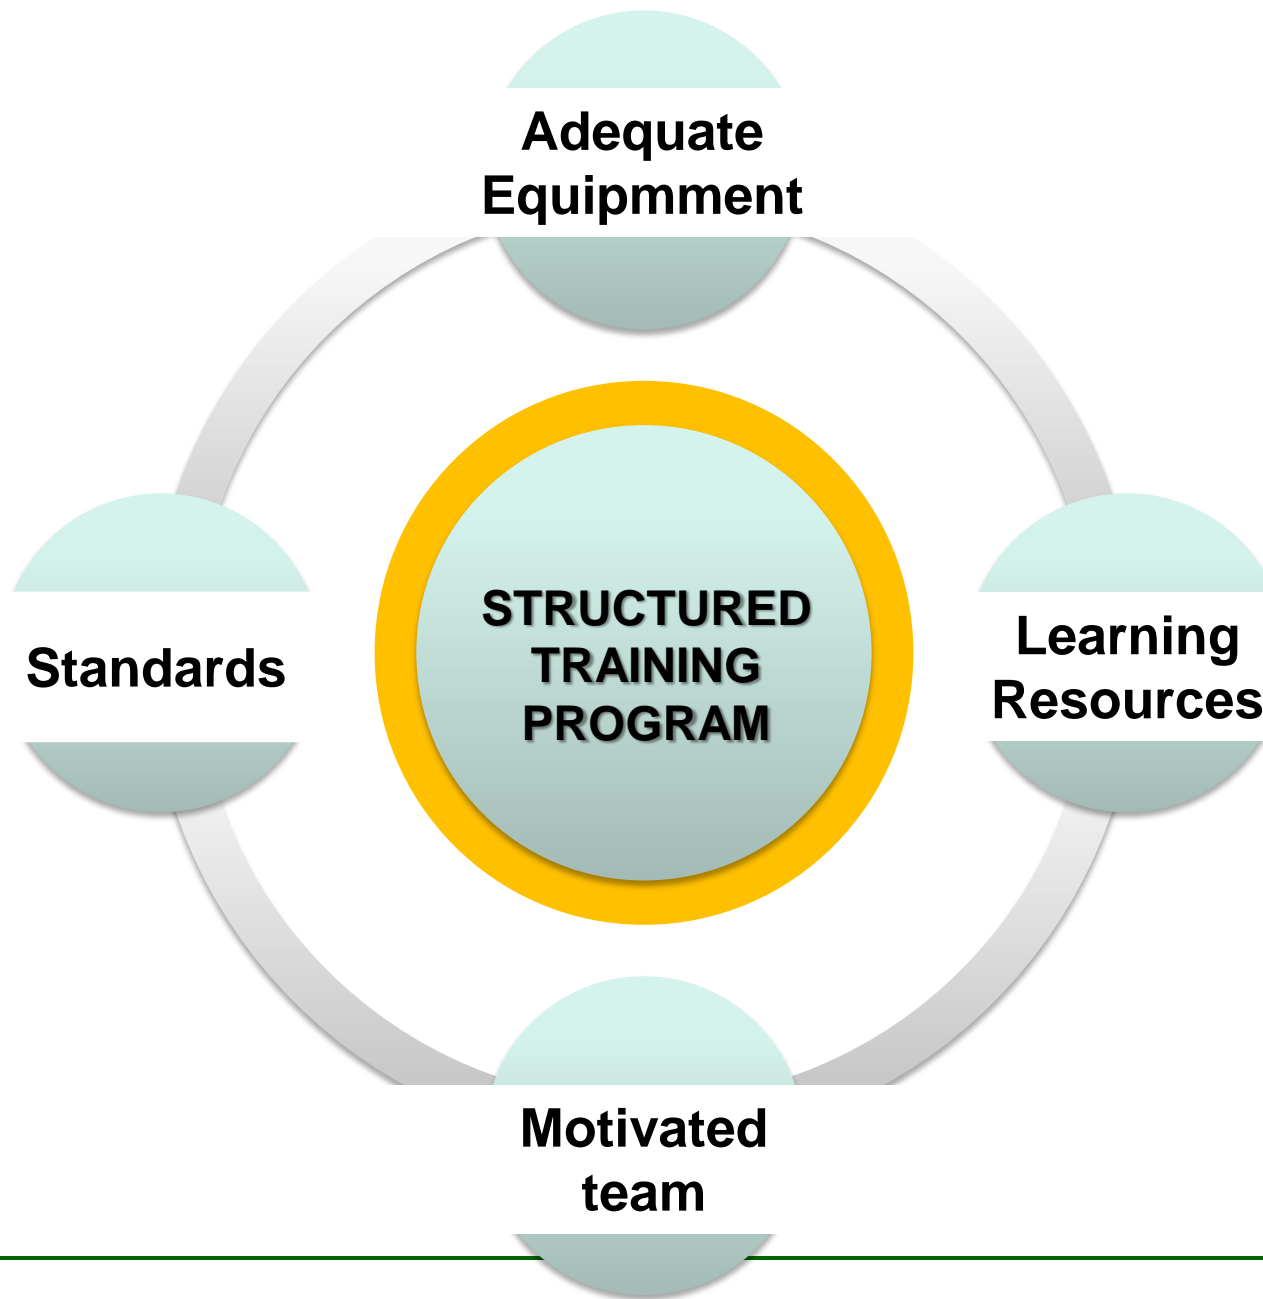 Adequate
Equipmment
STRUCTURED
TRAINING
PROGRAM
Standards
Learning
Resources
Motivated
team